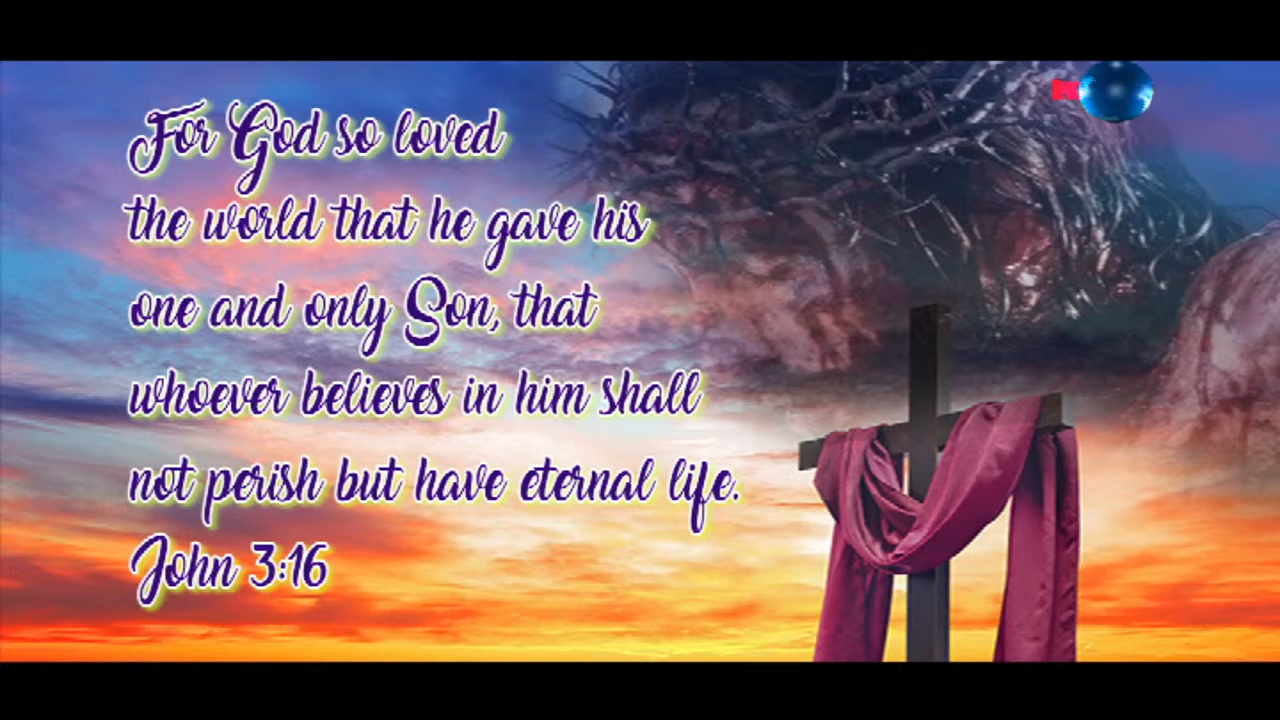 For God so loved
the world that he gave his
one and only Son, that
whoever believes in him shall
not perish but have eternal life.
John 3:16